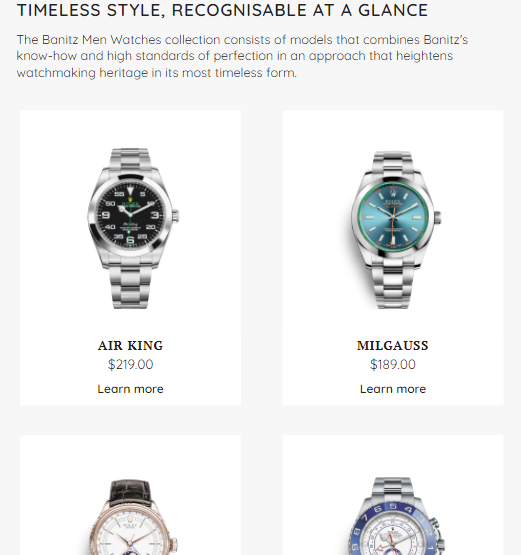 TIMELESS STYLE, RECOGNISABLE AT A GLANCE
The Banitz Men Watches collection consists of models that combines Banitz's
know-how and high standards of perfection in an approach that heightens
watchmaking heritage in its most timeless form.
AIR KING
$219.00
Learn more
MILGAUSS
$189.00
Learn more